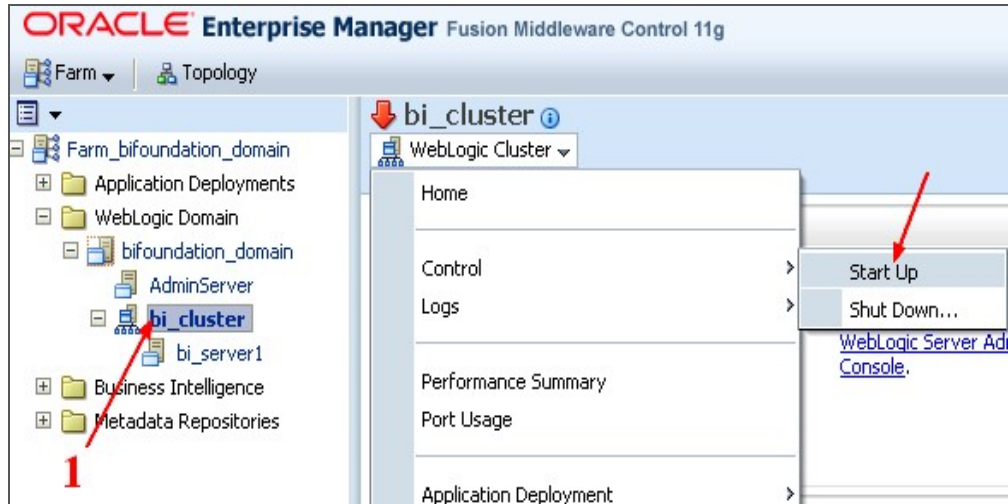 ORACLE Enterprise Manager Fusion Middleware Control 11g
Farm Topology
bi_cluster
WebLogic Cluster
Farm_bifoundation_domain
Application Deployments
WebLogic Domain
bifoundation_domain
AdminServer
bi_cluster
bi_server1
Business Intelligence
Metadata Repositories
1
Home
Control
Logs
Performance Summary
Port Usage
Application Deployment
Start Up
Shut Down...
WebLogic Server Ad
Console.